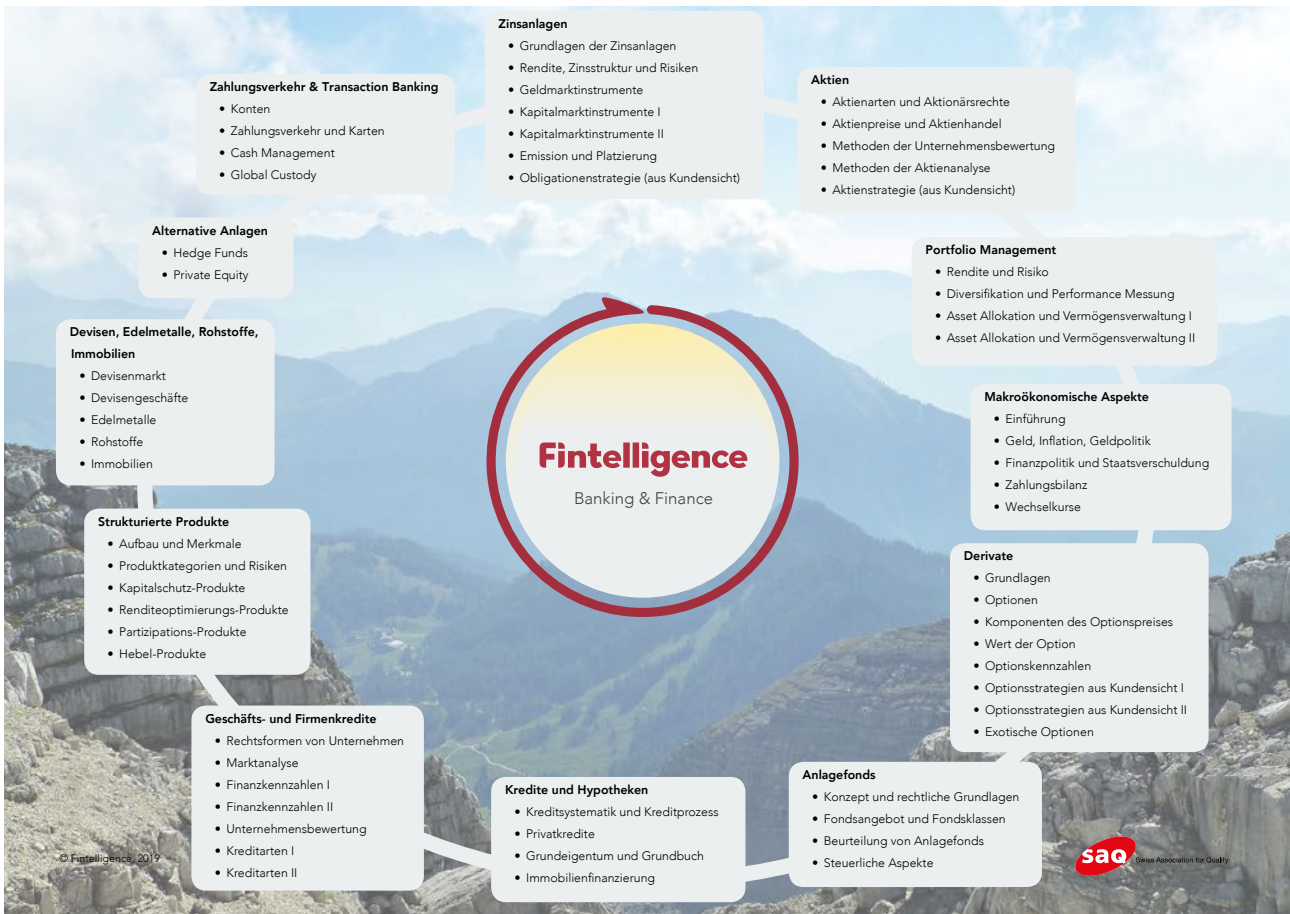 Zinsanlagen
• Grundlagen der Zinsanlagen
• Rendite, Zinsstruktur und Risiken
• Geldmarktinstrumente
• Kapitalmarktinstrumente I
• Kapitalmarktinstrumente II
• Emission und Platzierung
• Obligationenstrategie (aus Kundensicht)
Aktien
• Aktienarten und Aktionärsrechte
• Aktienpreise und Aktienhandel
• Methoden der Unternehmensbewertung
• Methoden der Aktienanalyse
• Aktienstrategie (aus Kundensicht)
Portfolio Management
• Rendite und Risiko
• Diversifikation und Performance Messung
• Asset Allokation und Vermögensverwaltung I
• Asset Allokation und Vermögensverwaltung II
Makroökonomische Aspekte
• Einführung
• Geld, Inflation, Geldpolitik
• Finanzpolitik und Staatsverschuldung
• Zahlungsbilanz
• Wechselkurse
Derivate
• Grundlagen
• Optionen
• Komponenten des Optionspreises
• Wert der Option
• Optionskennzahlen
• Optionsstrategien aus Kundensicht I
• Optionsstrategien aus Kundensicht II
• Exotische Optionen
Anlagefonds
• Konzept und rechtliche Grundlagen
• Fondsangebot und Fondsklassen
• Beurteilung von Anlagefonds
• Steuerliche Aspekte
Kredite und Hypotheken
• Kreditsystematik und Kreditprozess
• Privatkredite
• Grundeigentum und Grundbuch
• Immobilienfinanzierung
Geschäfts- und Firmenkredite
• Rechtsformen von Unternehmen
• Marktanalyse
• Finanzkennzahlen I
• Finanzkennzahlen II
• Unternehmensbewertung
• Kreditarten I
• Kreditarten II
Strukturierte Produkte
• Aufbau und Merkmale
• Produktkategorien und Risiken
• Kapitalschutz-Produkte
• Renditeoptimierungs-Produkte
• Partizipations-Produkte
• Hebel-Produkte
Devisen, Edelmetalle, Rohstoffe,
Immobilien
• Devisenmarkt
• Devisengeschäfte
• Edelmetalle
• Rohstoffe
• Immobilien
Alternative Anlagen
• Hedge Funds
• Private Equity
Zahlungsverkehr & Transaction Banking
• Konten
• Zahlungsverkehr und Karten
• Cash Management
• Global Custody
Fintelligence
Banking & Finance
© Fintelligence, 2019
saq Swiss Association for Quality